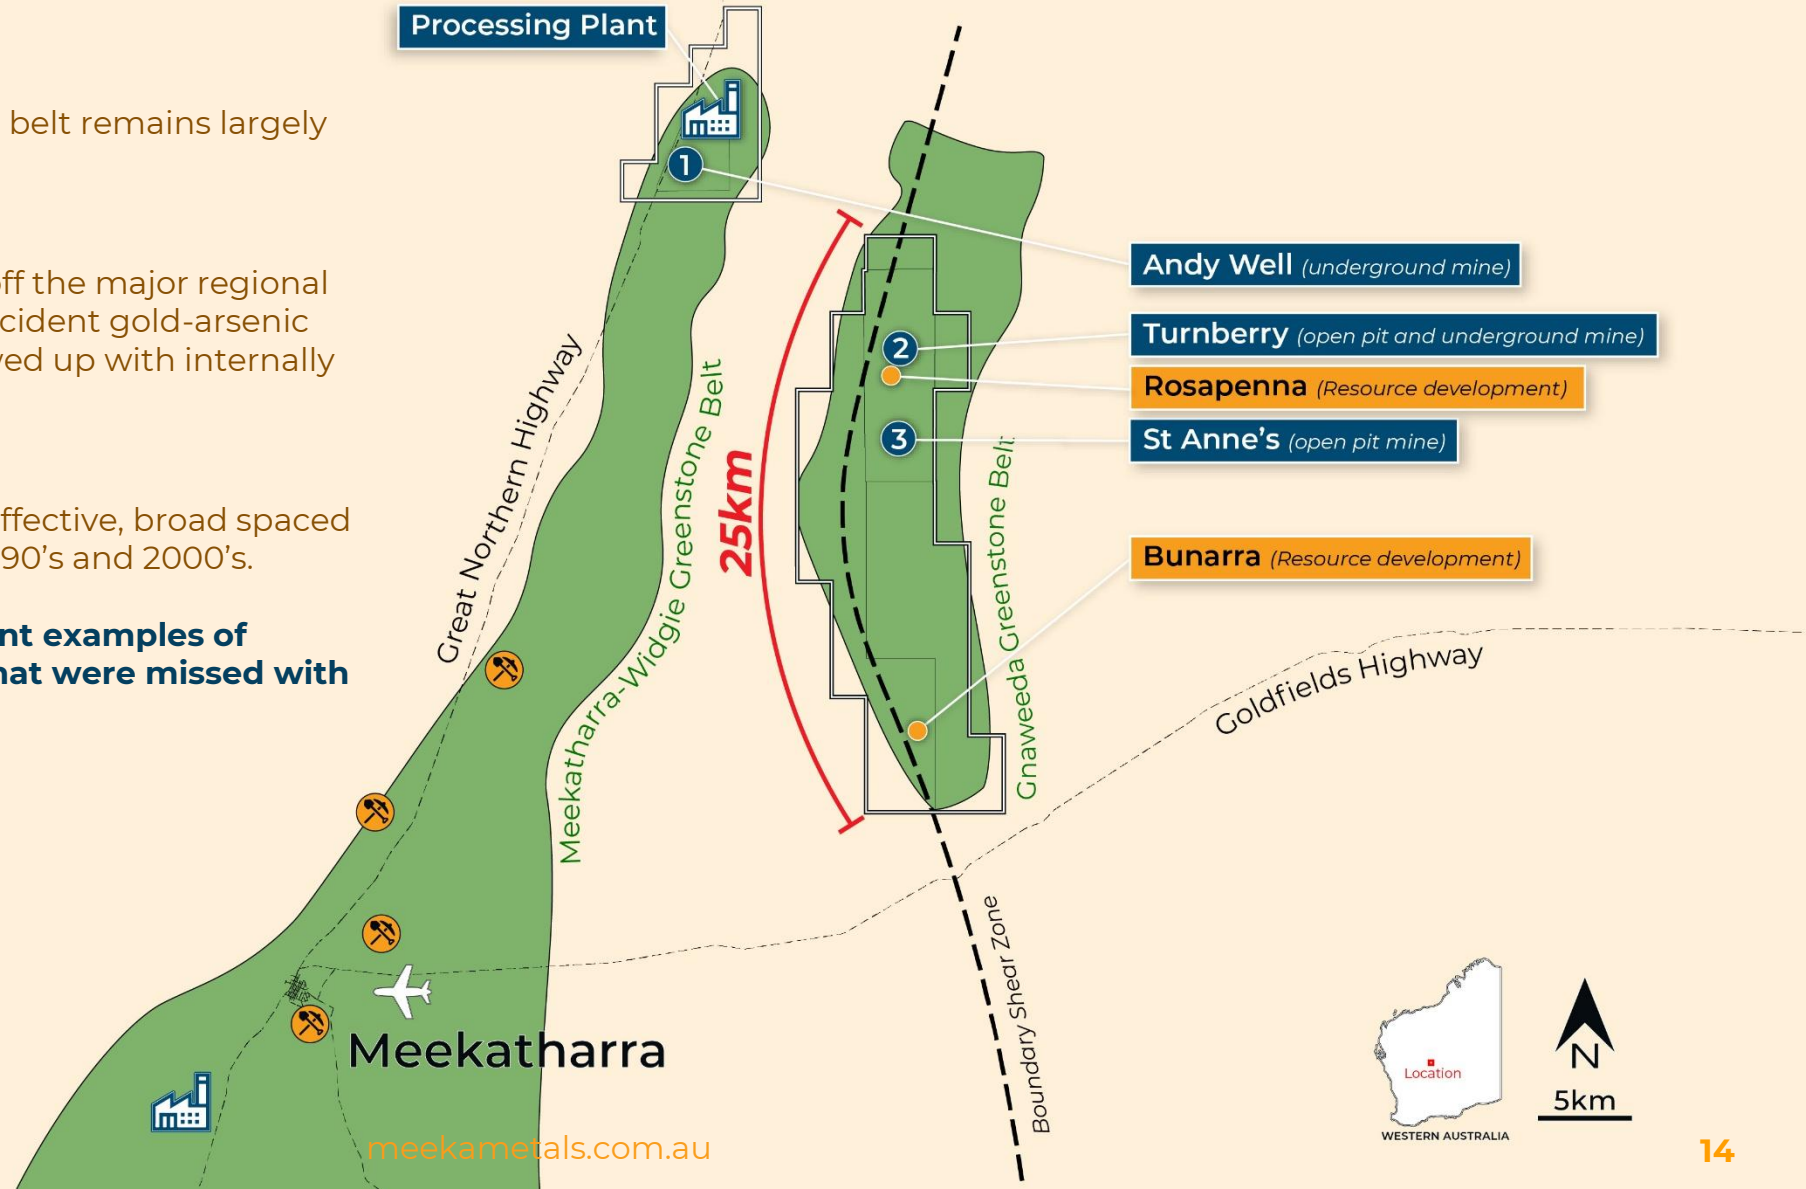 Processing Plant
belt remains largely
off the major regional
cident gold-arsenic
ed up with internally
ffective, broad spaced
90's and 2000's.
nt examples of
hat were missed with
1
2
3
Andy Well (underground mine)
Turnberry (open pit and underground mine)
Rosapenna (Resource development)
St Anne's (open pit mine)
Bunarra (Resource development)
25km
Great Northern Highway
Meekatharra-Widgie Greenstone Belt
Gnaweeda Greenstone Belt
Goldfields Highway
Boundary Shear Zone
Meekatharra
Location
WESTERN AUSTRALIA
N
5km
meekametals.com.au
14